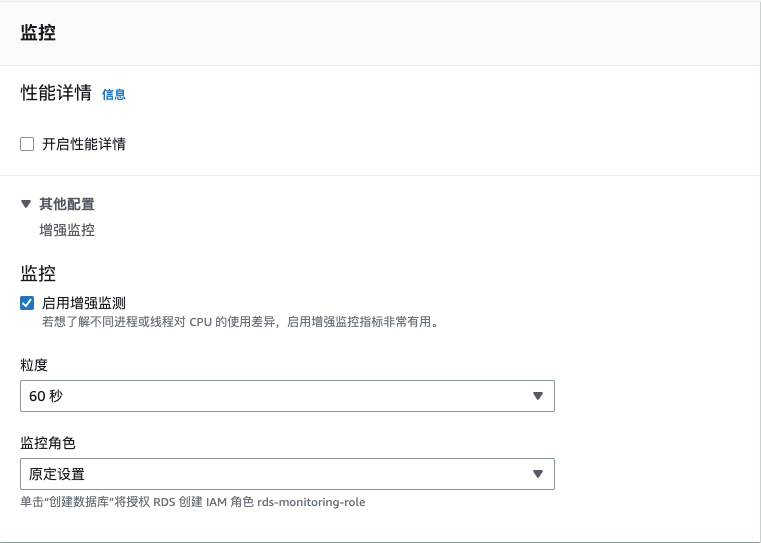 监控
性能详情 信息
开启性能详情
其他配置
增强监控
监控
启用增强监测
若想了解不同进程或线程对 CPU 的使用差异，启用增强监控指标非常有用。
粒度
60 秒
监控角色
原定设置
单击“创建数据库”将授权 RDS 创建 IAM 角色 rds-monitoring-role